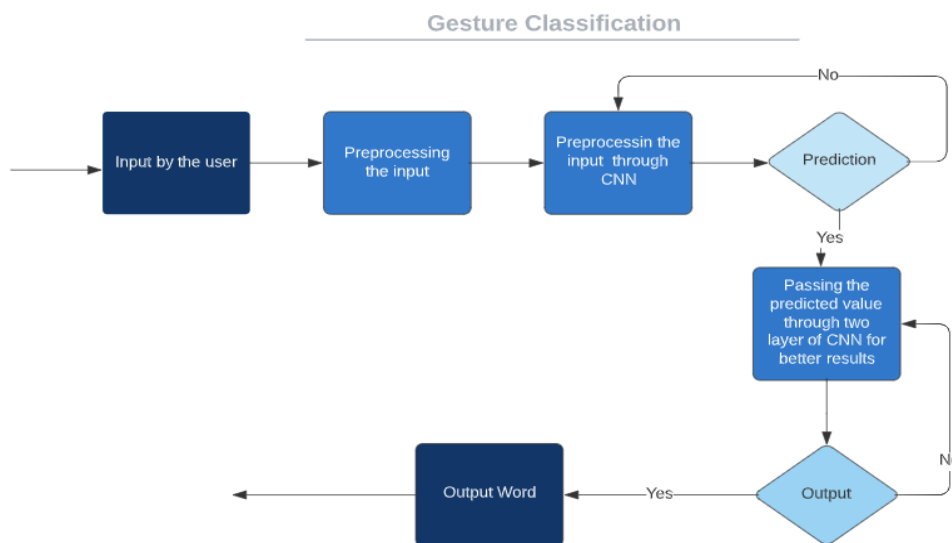 Gesture Classification
No
Input by the user
Preprocessing
the input
Preprocessin the
input through
CNN
Prediction
Yes
Passing the
predicted value
through two
layer of CNN for
better results
Output Word
Yes
Output
N